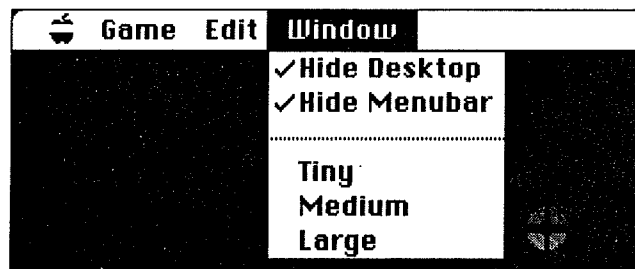 Game Edit Window
✓Hide Desktop
✓Hide Menubar
Tiny
Medium
Large